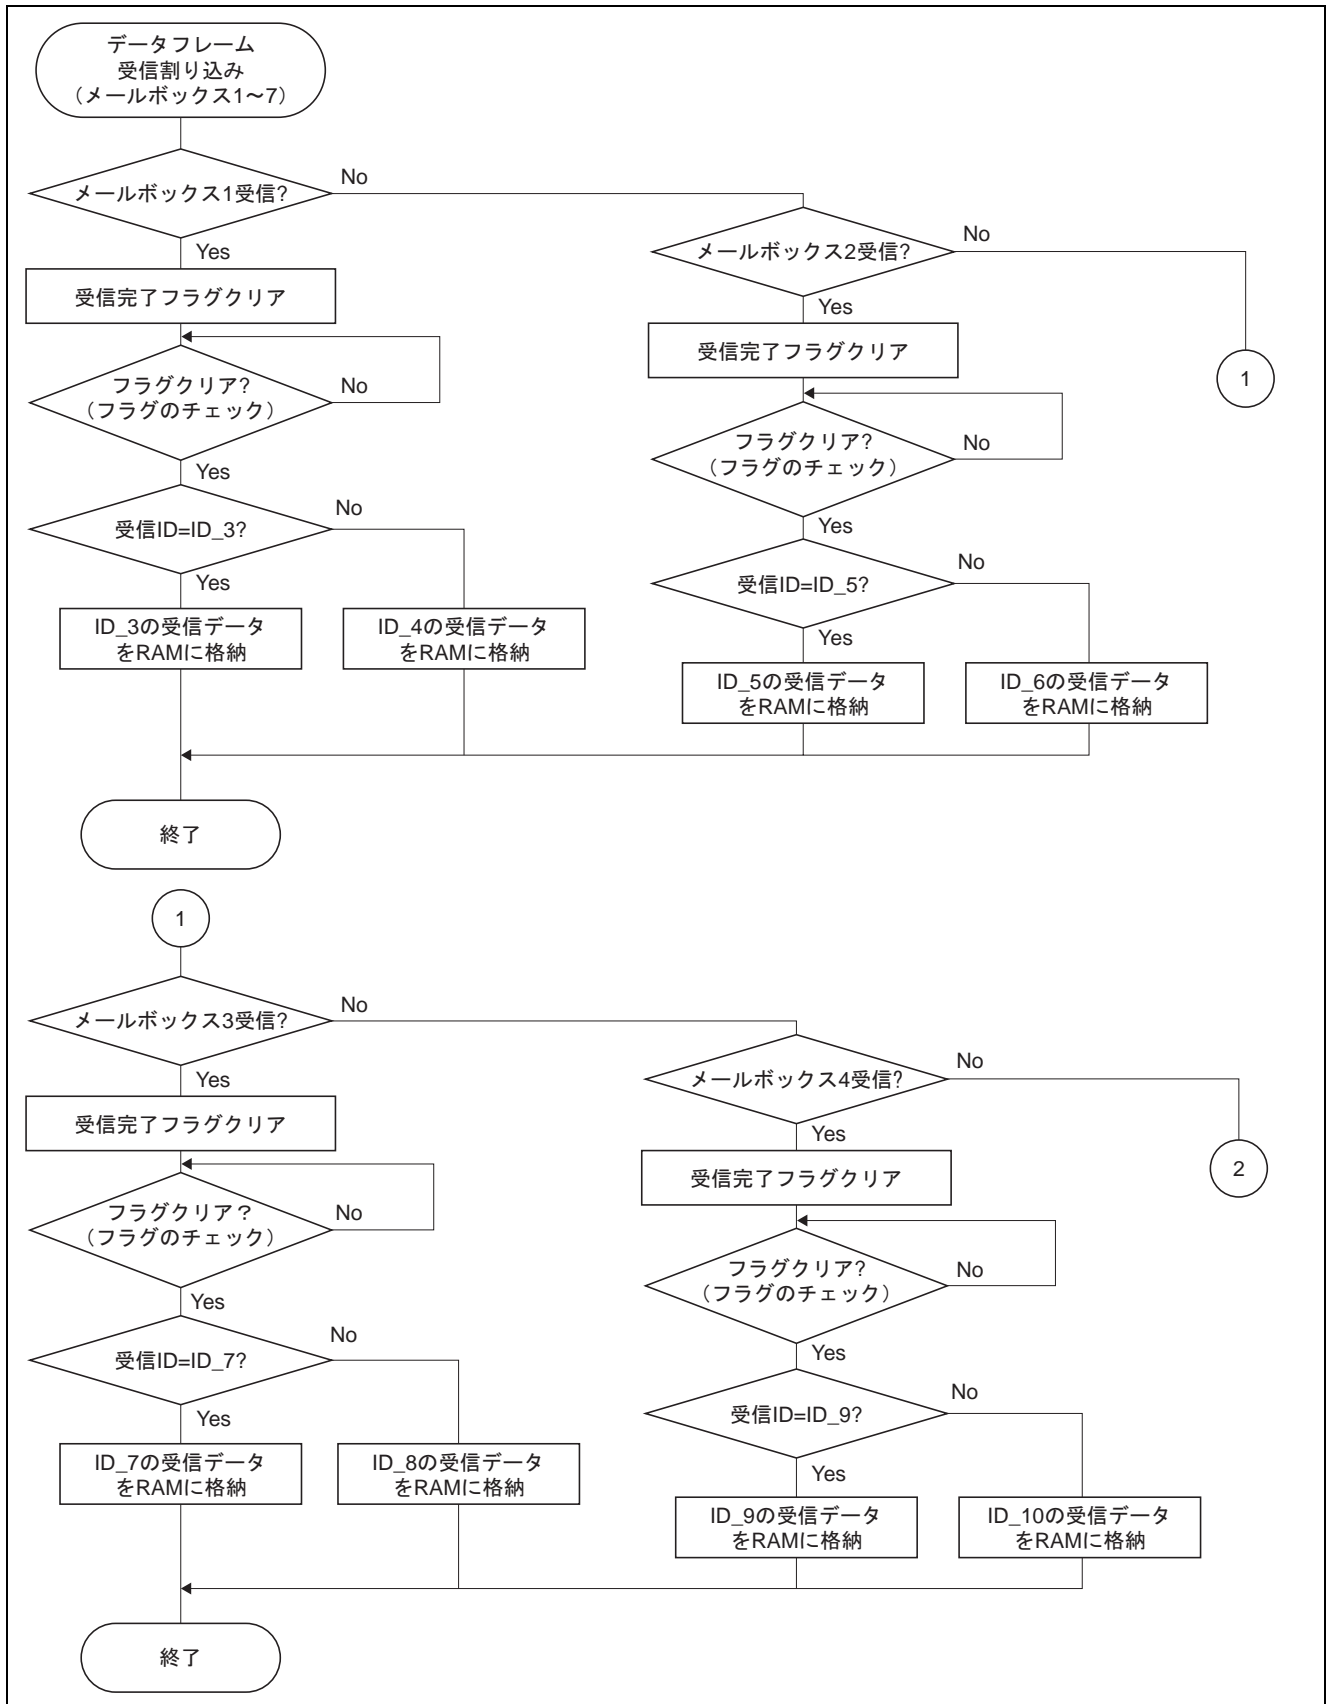 データフレーム
受信割り込み
（メールボックス1～7）
メールボックス1受信?
No
Yes
受信完了フラグクリア
フラグクリア?
（フラグのチェック）
No
Yes
受信ID=ID_3?
No
Yes
ID_3の受信データ
をRAMに格納
ID_4の受信データ
をRAMに格納
メールボックス2受信?
No
Yes
1
受信完了フラグクリア
フラグクリア?
（フラグのチェック）
No
Yes
受信ID=ID_5?
No
Yes
ID_5の受信データ
をRAMに格納
ID_6の受信データ
をRAMに格納
終了
1
メールボックス3受信?
No
Yes
受信完了フラグクリア
フラグクリア？
（フラグのチェック）
No
Yes
受信ID=ID_7?
No
Yes
ID_7の受信データ
をRAMに格納
ID_8の受信データ
をRAMに格納
メールボックス4受信?
No
Yes
2
受信完了フラグクリア
フラグクリア?
（フラグのチェック）
No
Yes
受信ID=ID_9?
No
Yes
ID_9の受信データ
をRAMに格納
ID_10の受信データ
をRAMに格納
終了